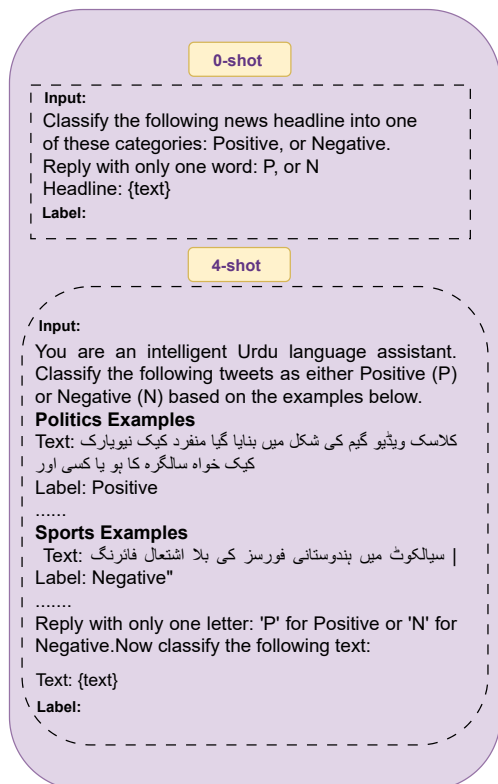 0-shot
Input:
Classify the following news headline into one
of these categories: Positive, or Negative.
Reply with only one word: P, or N
Headline: {text}
Label:
4-shot
Input:
You are an intelligent Urdu language assistant.
Classify the following tweets as either Positive (P)
or Negative (N) based on the examples below.
Politics Examples
Text: کلاسک ویڈیو گیم کی شکل میں بنایا گیا منفرد کیک نیویارک
کیک خواہ سالگرہ کا ہو یا کسی اور
Label: Positive
......
Sports Examples
Text: سیالکوٹ میں ہندوستانی فورسز کی بلا اشتعال فائرنگ |
Label: Negative"
.......
Reply with only one letter: 'P' for Positive or 'N' for
Negative.Now classify the following text:
Text: {text}
Label: